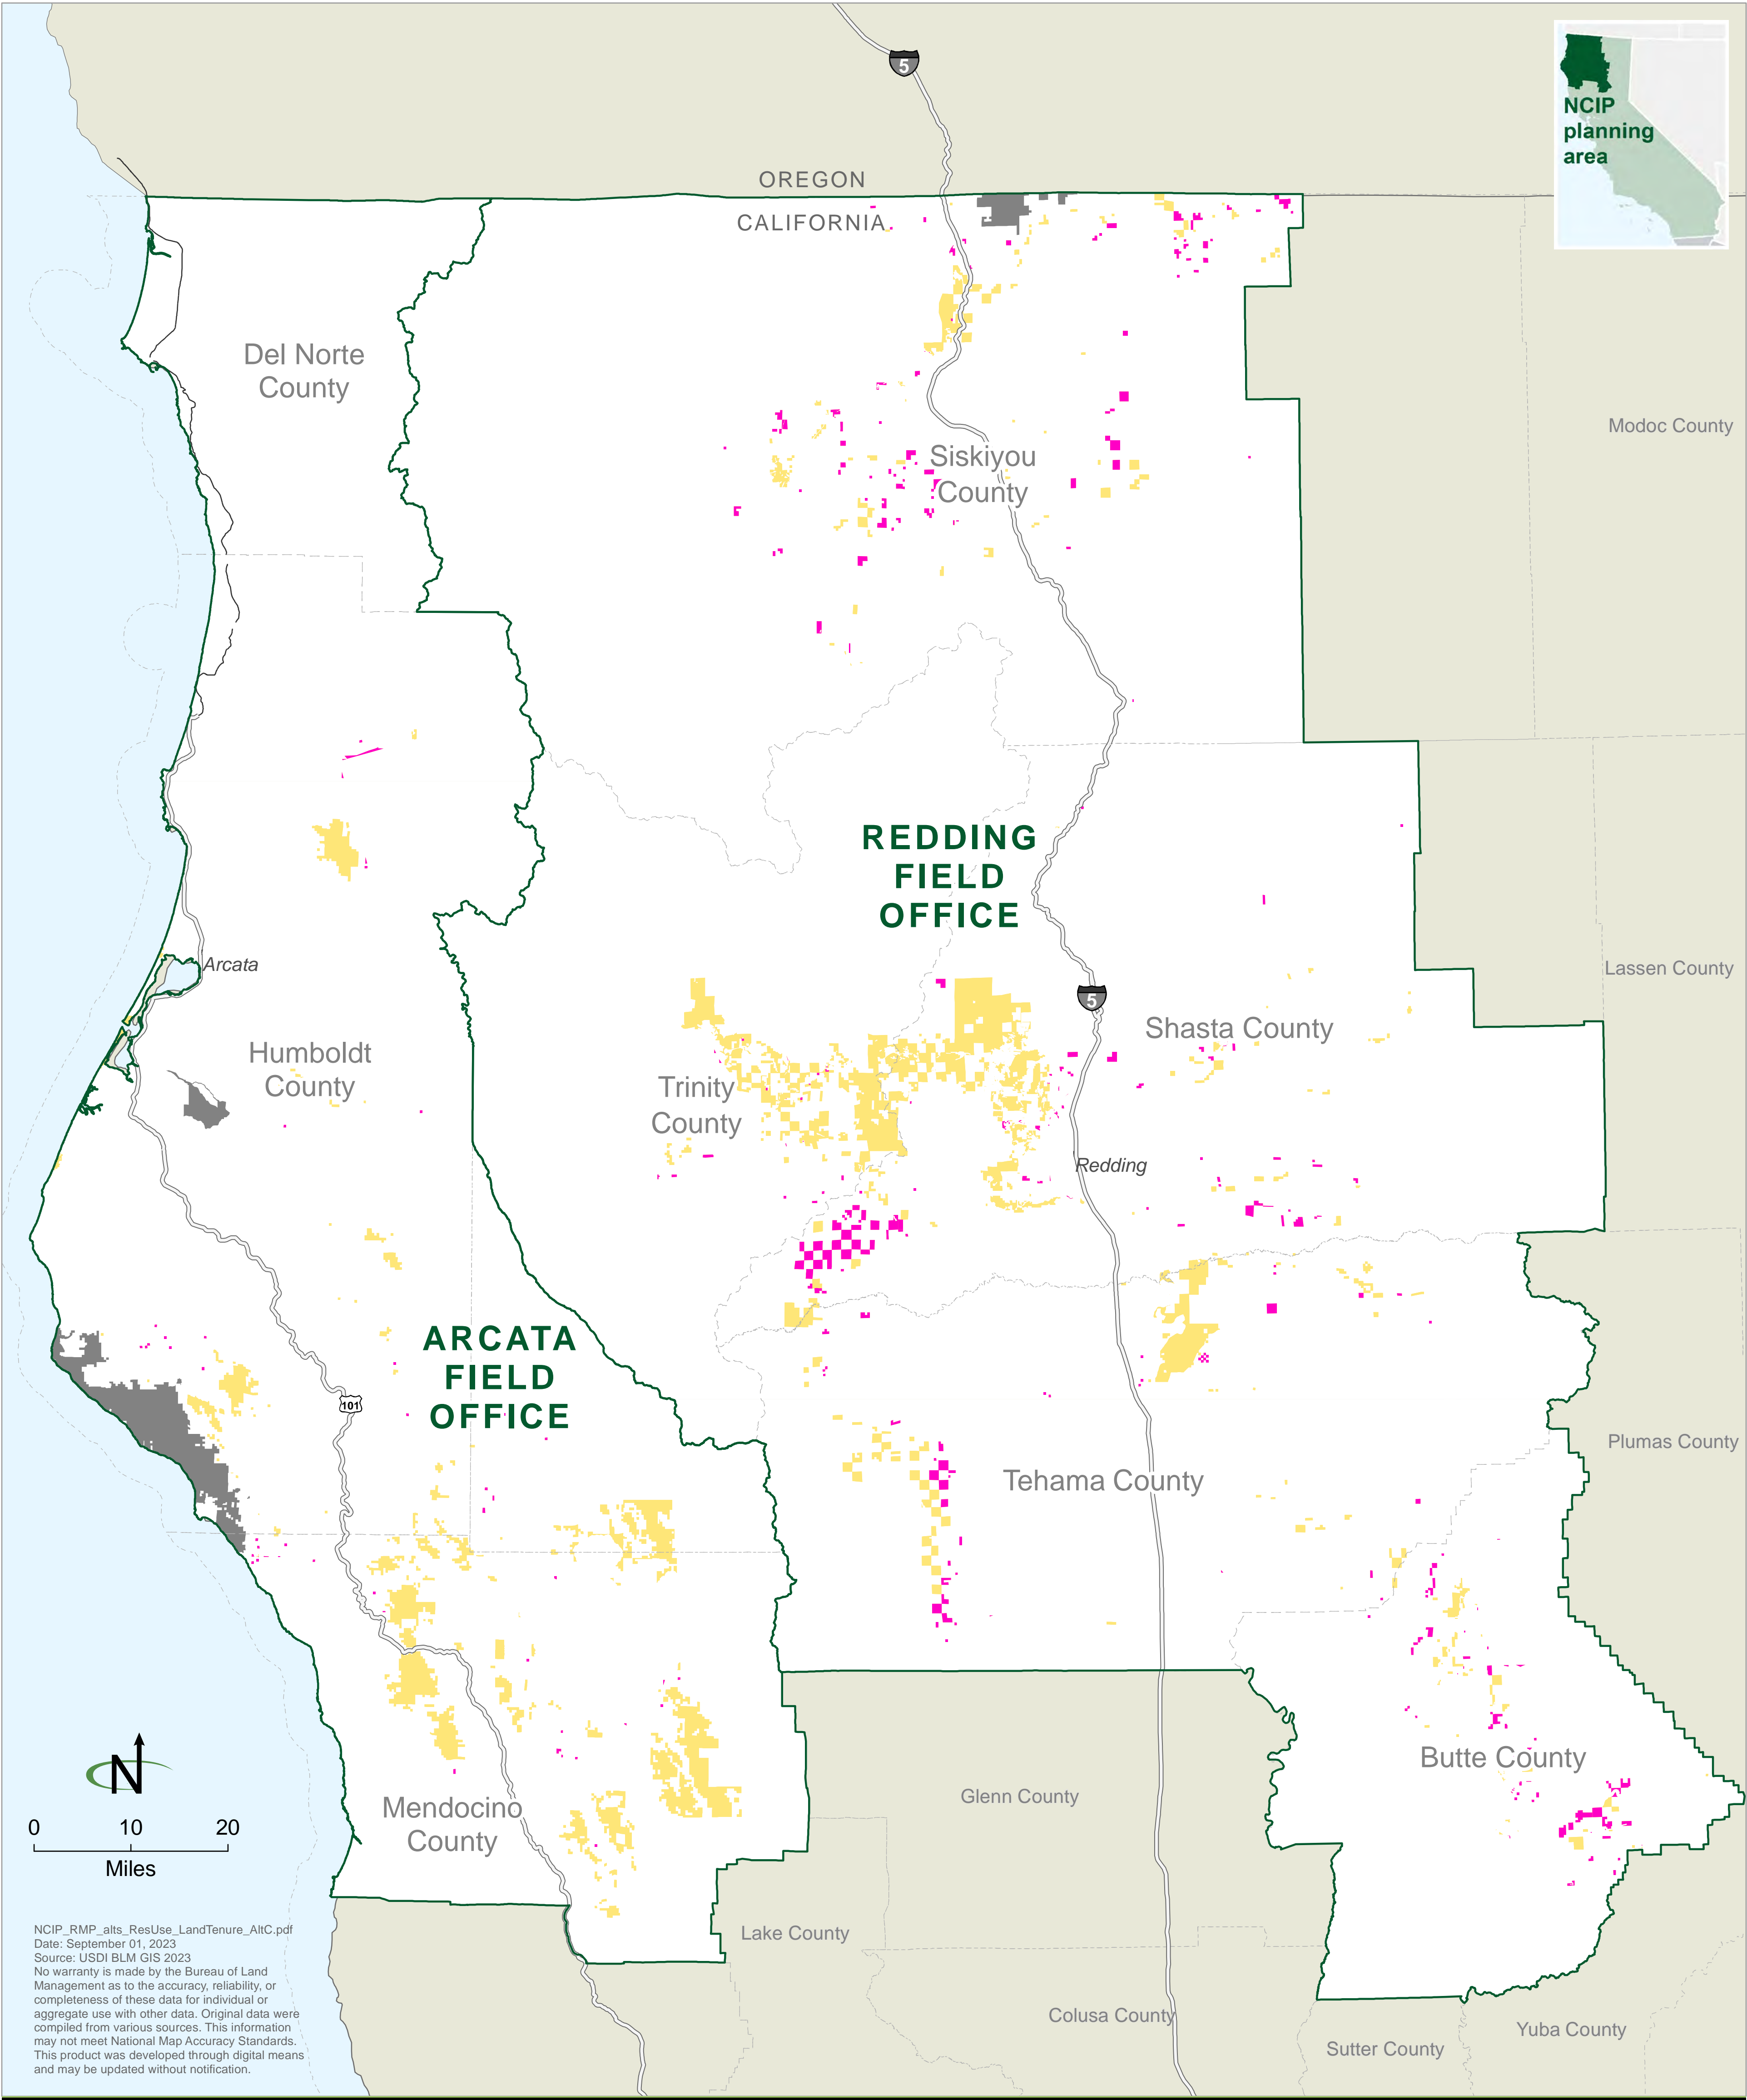 5
NCIP
planning
area
OREGON
CALIFORNIA
Del Norte
County
Modoc County
Siskiyou
County
REDDING
FIELD
OFFICE
Arcata
Lassen County
5
Shasta County
Humboldt
County
Trinity
County
Redding
ARCATA
FIELD
OFFICE
101
Plumas County
Tehama County
Butte County
N
Glenn County
Mendocino
County
0 10 20
Miles
Lake County
NCIP_RMP_alts_ResUse_LandTenure_AltC.pdf
Date: September 01, 2023
Source: USDI BLM GIS 2023
No warranty is made by the Bureau of Land
Management as to the accuracy, reliability, or
completeness of these data for individual or
aggregate use with other data. Original data were
compiled from various sources. This information
may not meet National Map Accuracy Standards.
This product was developed through digital means
and may be updated without notification.
Colusa County
Sutter County
Yuba County